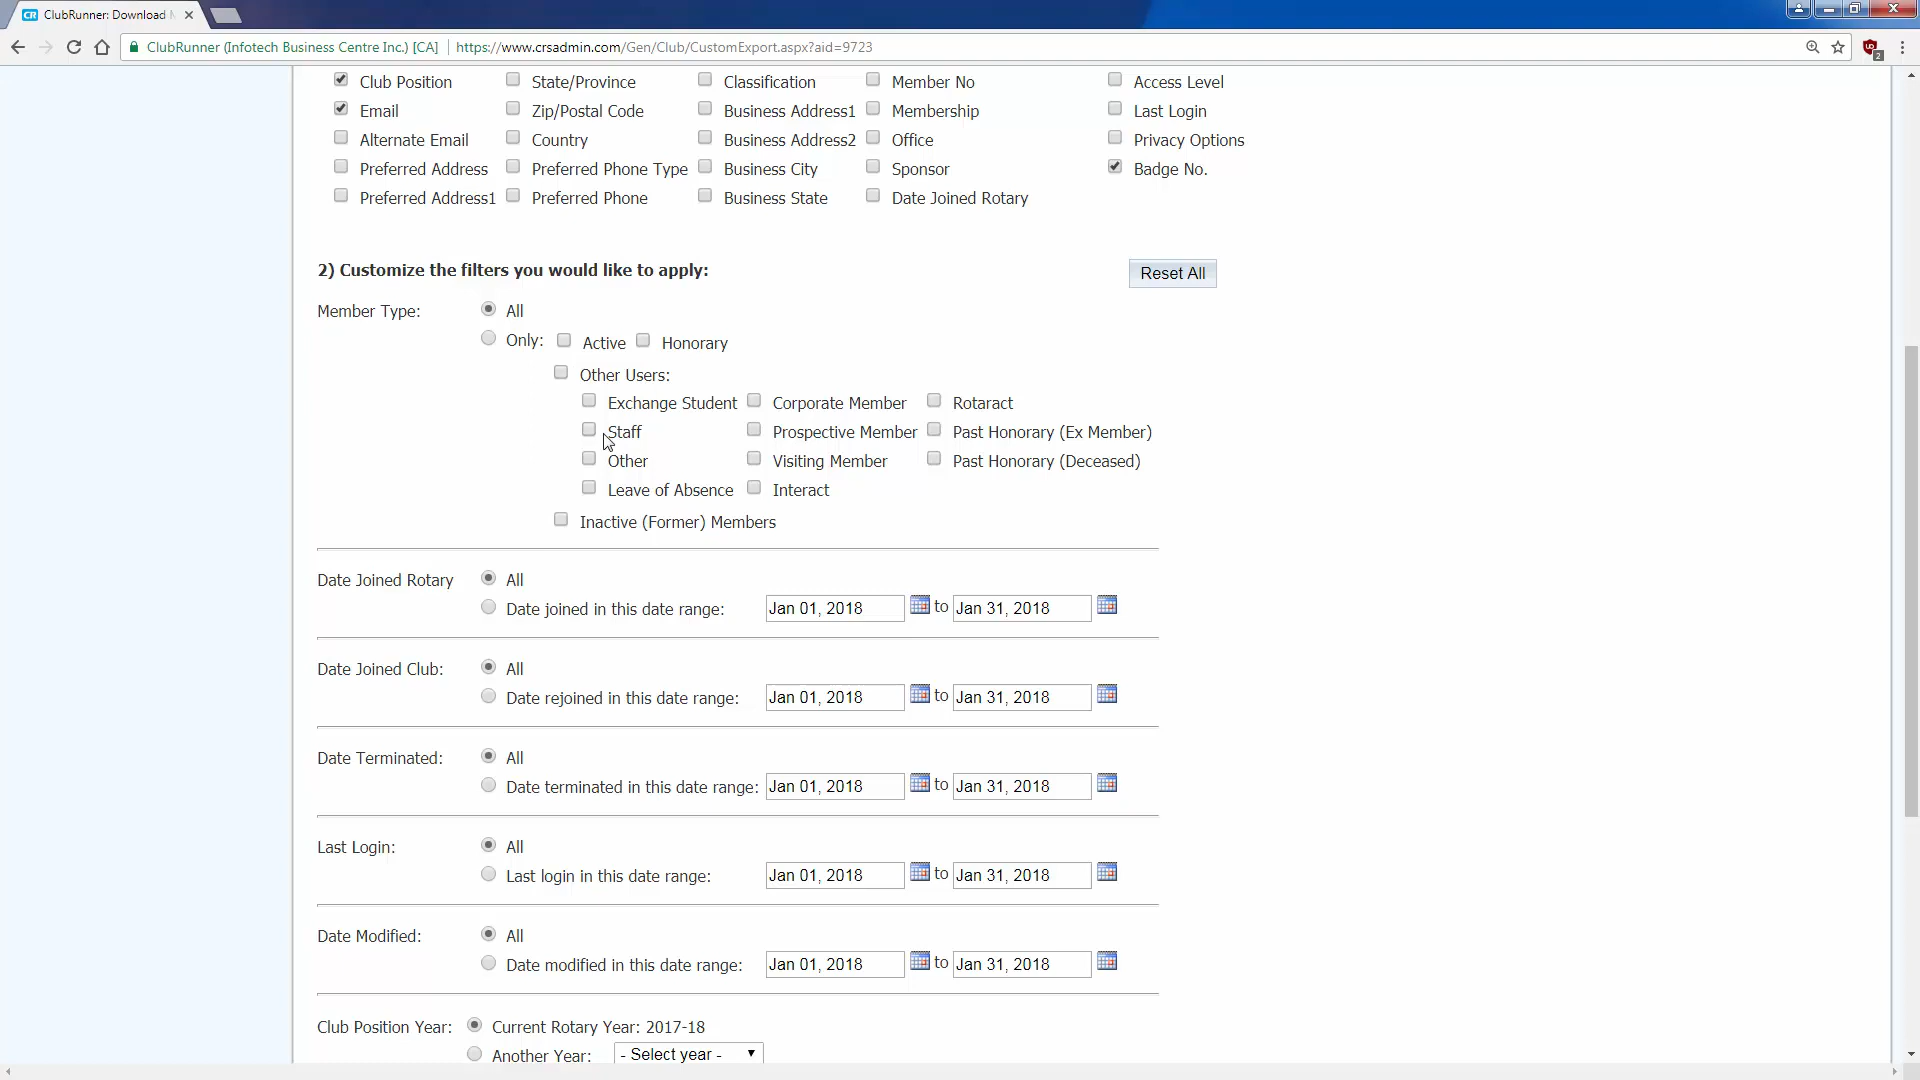 ClubRunner: Download
ClubRunner (Infotech Business Centre Inc.) [CA] https://www.crsadmin.com/Gen/Club/CustomExport.aspx?aid=9723
Club Position State/Province Classification Member No Access Level
Email Zip/Postal Code Business Address1 Membership Last Login
Alternate Email Country Business Address2 Office Privacy Options
Preferred Address Preferred Phone Type Business City Sponsor Badge No.
Preferred Address1 Preferred Phone Business State Date Joined Rotary
2) Customize the filters you would like to apply: Reset All
Member Type: All
Only: Active Honorary
Other Users:
Exchange Student Corporate Member Rotaract
Staff Prospective Member Past Honorary (Ex Member)
Other Visiting Member Past Honorary (Deceased)
Leave of Absence Interact
Inactive (Former) Members
Date Joined Rotary All
Date joined in this date range: Jan 01, 2018 to Jan 31, 2018
Date Joined Club: All
Date rejoined in this date range: Jan 01, 2018 to Jan 31, 2018
Date Terminated: All
Date terminated in this date range: Jan 01, 2018 to Jan 31, 2018
Last Login: All
Last login in this date range: Jan 01, 2018 to Jan 31, 2018
Date Modified: All
Date modified in this date range: Jan 01, 2018 to Jan 31, 2018
Club Position Year: Current Rotary Year: 2017-18
Another Year: - Select year -